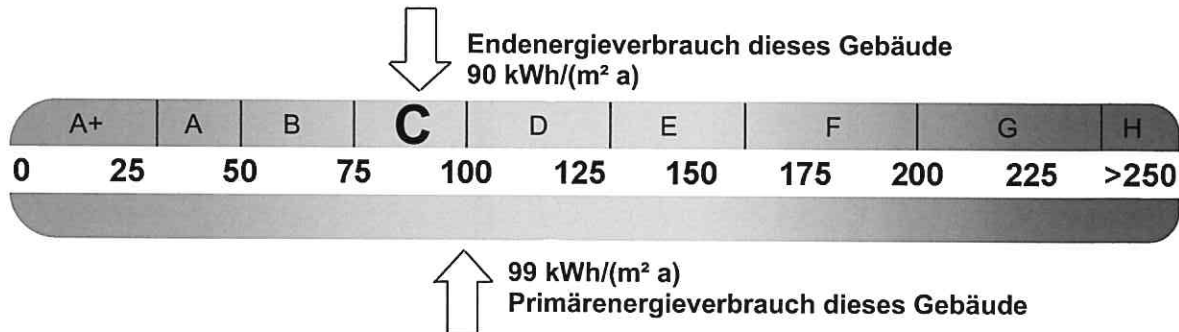 Endenergieverbrauch dieses Gebäude
90 kWh/(m² a)
A+ A B C D E F G H
0 25 50 75 100 125 150 175 200 225 >250
99 kWh/(m² a)
Primärenergieverbrauch dieses Gebäude